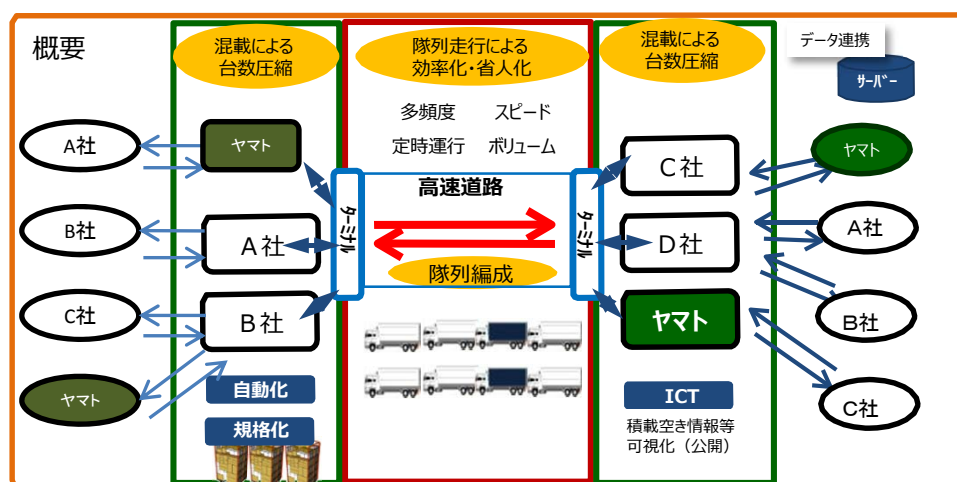 概要
A社
B社
C社
ヤマト
混載による
台数圧縮
ヤマト
A社
B社
自動化
規格化
ターミナル
隊列走行による
効率化・省人化
多頻度 スピード
定時運行 ボリューム
高速道路
隊列編成
ターミナル
混載による
台数圧縮
C社
D社
ヤマト
ICT
積載空き情報等
可視化（公開）
データ連携
サーバー
ヤマト
A社
B社
C社